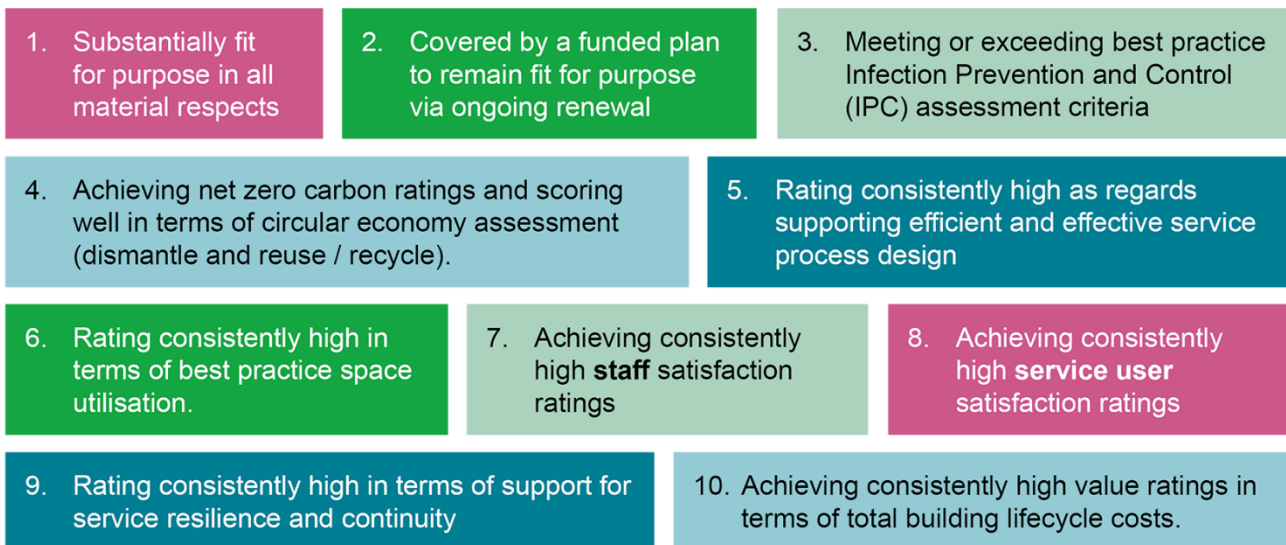 1. Substantially fit
for purpose in all
material respects
2. Covered by a funded plan
to remain fit for purpose
via ongoing renewal
3. Meeting or exceeding best practice
Infection Prevention and Control
(IPC) assessment criteria
4. Achieving net zero carbon ratings and scoring
well in terms of circular economy assessment
(dismantle and reuse / recycle).
5. Rating consistently high as regards
supporting efficient and effective service
process design
6. Rating consistently high in
terms of best practice space
utilisation.
7. Achieving consistently
high staff satisfaction
ratings
8. Achieving consistently
high service user
satisfaction ratings
9. Rating consistently high in terms of support for
service resilience and continuity
10. Achieving consistently high value ratings in
terms of total building lifecycle costs.